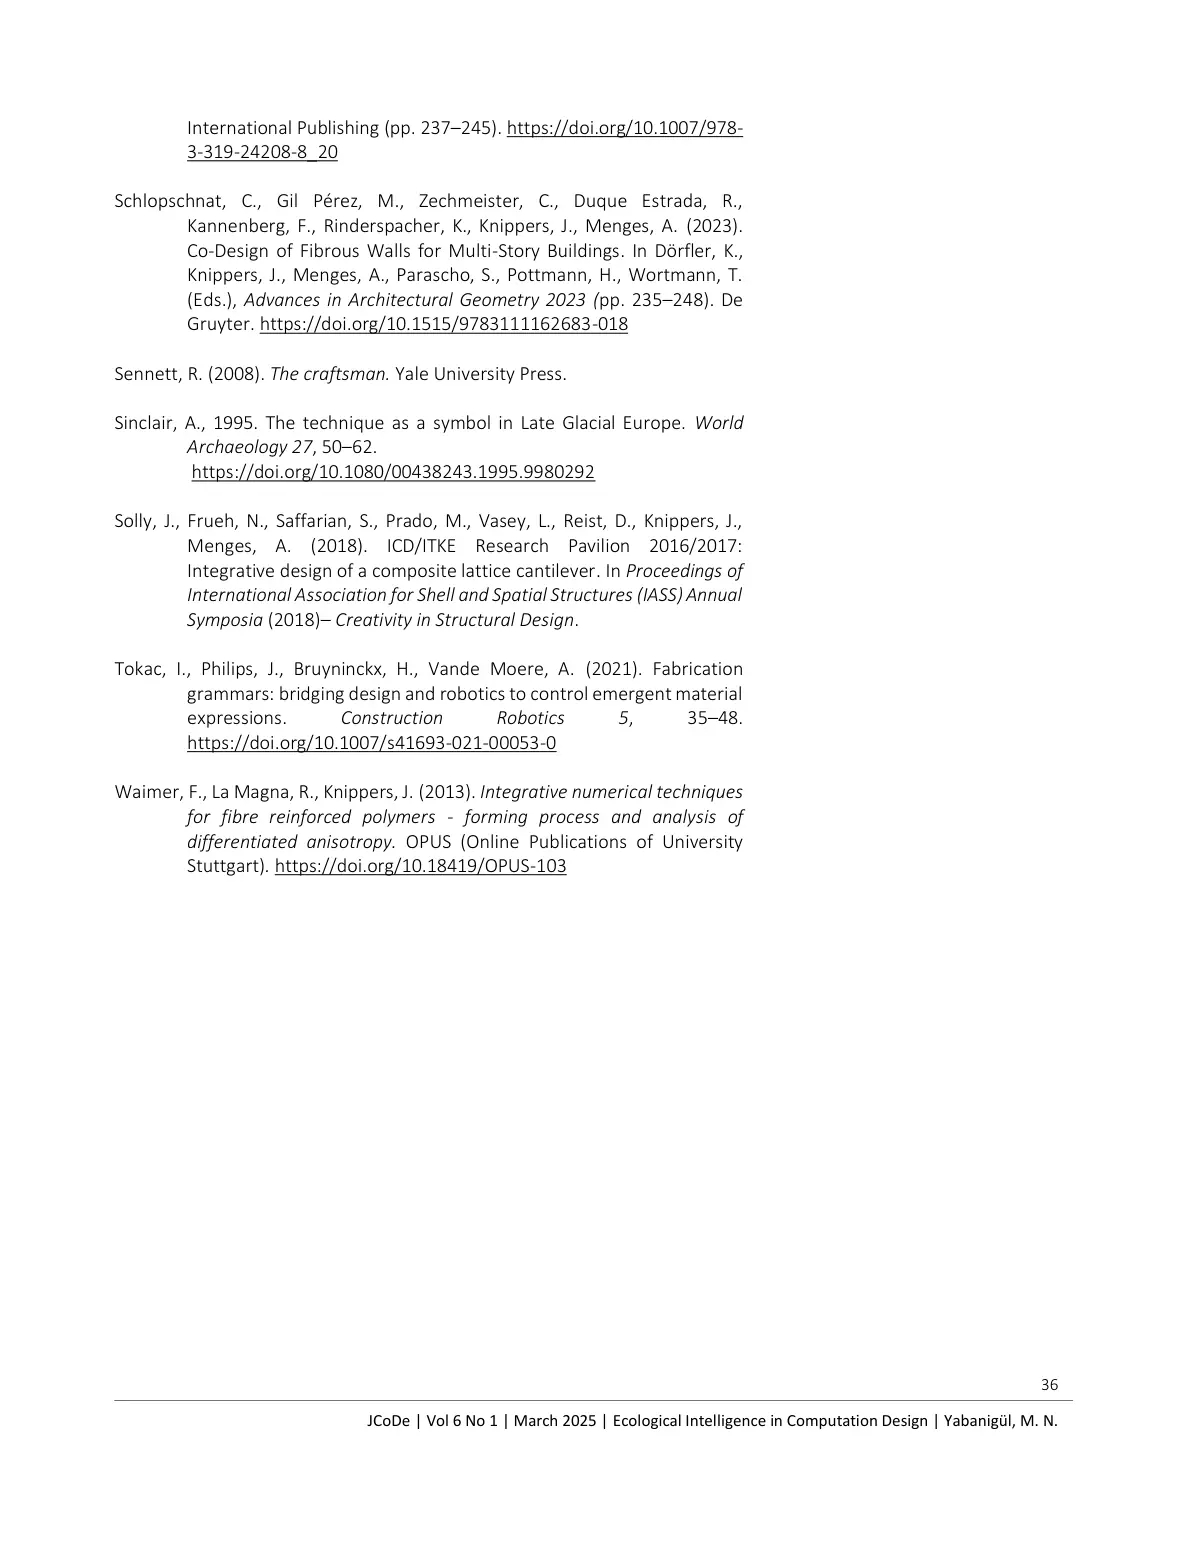 International Publishing (pp. 237–245). https://doi.org/10.1007/978-
3-319-24208-8_20
Schlopschnat, C., Gil Pérez, M., Zechmeister, C., Duque Estrada, R.,
Kannenberg, F., Rinderspacher, K., Knippers, J., Menges, A. (2023).
Co-Design of Fibrous Walls for Multi-Story Buildings. In Dörfler, K.,
Knippers, J., Menges, A., Parascho, S., Pottmann, H., Wortmann, T.
(Eds.), Advances in Architectural Geometry 2023 (pp. 235–248). De
Gruyter. https://doi.org/10.1515/9783111162683-018
Sennett, R. (2008). The craftsman. Yale University Press.
Sinclair, A., 1995. The technique as a symbol in Late Glacial Europe. World
Archaeology 27, 50–62.
https://doi.org/10.1080/00438243.1995.9980292
Solly, J., Frueh, N., Saffarian, S., Prado, M., Vasey, L., Reist, D., Knippers, J.,
Menges, A. (2018). ICD/ITKE Research Pavilion 2016/2017:
Integrative design of a composite lattice cantilever. In Proceedings of
International Association for Shell and Spatial Structures (IASS) Annual
Symposia (2018)– Creativity in Structural Design.
Tokac, I., Philips, J., Bruyninckx, H., Vande Moere, A. (2021). Fabrication
grammars: bridging design and robotics to control emergent material
expressions. Construction Robotics 5, 35–48.
https://doi.org/10.1007/s41693-021-00053-0
Waimer, F., La Magna, R., Knippers, J. (2013). Integrative numerical techniques
for fibre reinforced polymers - forming process and analysis of
differentiated anisotropy. OPUS (Online Publications of University
Stuttgart). https://doi.org/10.18419/OPUS-103
36
JCoDe | Vol 6 No 1 | March 2025 | Ecological Intelligence in Computation Design | Yabanigül, M. N.